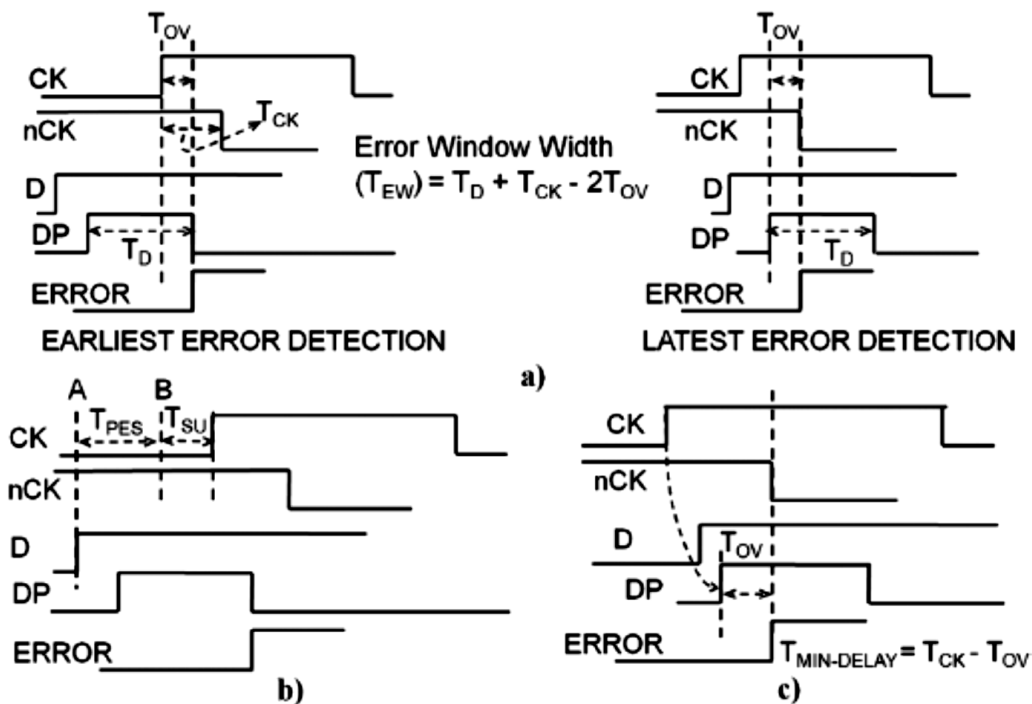 T_OV
CK
nCK
T_CK
D
DP
T_D
ERROR
EARLIEST ERROR DETECTION
Error Window Width
(T_EW) = T_D + T_CK - 2T_OV
T_OV
CK
nCK
D
DP
T_D
ERROR
LATEST ERROR DETECTION
a)
A B
T_PES T_SU
CK
nCK
D
DP
ERROR
b)
CK
nCK
D
T_OV
DP
ERROR
T_MIN-DELAY = T_CK - T_OV
c)